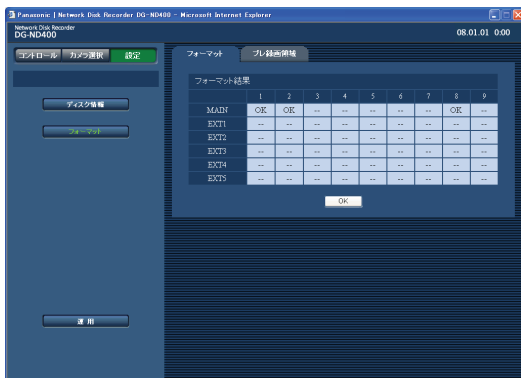 Panasonic | Network Disk Recorder DG-ND400 - Microsoft Internet Explorer
Network Disk Recorder
DG-ND400
08.01.01 0:00
コントロール カメラ選択 設定
フォーマット プレ録画領域
ディスク情報
フォーマット
フォーマット結果
1 2 3 4 5 6 7 8 9
MAIN OK OK -- -- -- -- -- OK --
EXT1 -- -- -- -- -- -- -- -- --
EXT2 -- -- -- -- -- -- -- -- --
EXT3 -- -- -- -- -- -- -- -- --
EXT4 -- -- -- -- -- -- -- -- --
EXT5 -- -- -- -- -- -- -- -- --
OK
運用